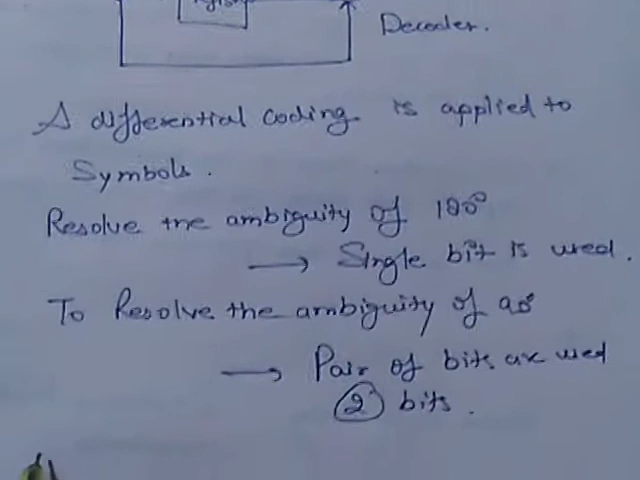 Decoder.
A differential coding is applied to
Symbols.
Resolve the ambiguity of 180°
→ Single bit is used.
To Resolve the ambiguity of 90°
→ Pair of bits are used
2 bits.